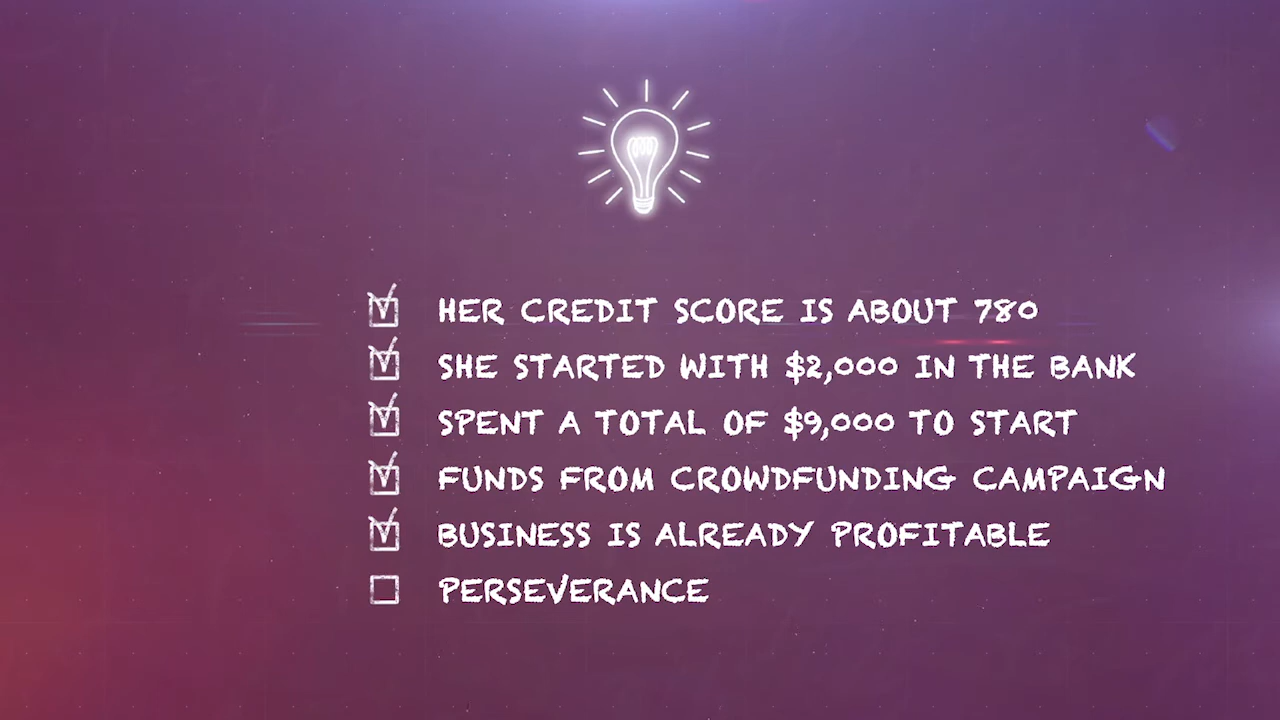 HER CREDIT SCORE IS ABOUT 780
SHE STARTED WITH $2,000 IN THE BANK
SPENT A TOTAL OF $9,000 TO START
FUNDS FROM CROWDFUNDING CAMPAIGN
BUSINESS IS ALREADY PROFITABLE
PERSEVERANCE